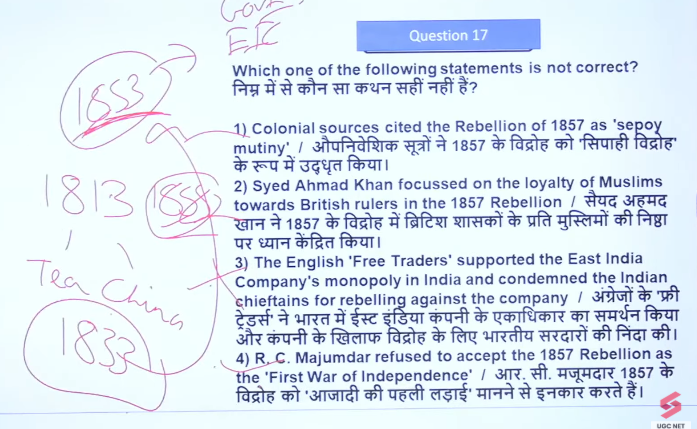 Govt
EIC
Question 17
1853
Which one of the following statements is not correct?
निम्न में से कौन सा कथन सहीं नहीं हैं?
1) Colonial sources cited the Rebellion of 1857 as 'sepoy
mutiny' / औपनिवेशिक सूत्रों ने 1857 के विद्रोह को 'सिपाही विद्रोह'
के रूप में उद्धृत किया।
1813
1858
2) Syed Ahmad Khan focussed on the loyalty of Muslims
towards British rulers in the 1857 Rebellion / सैयद अहमद
खान ने 1857 के विद्रोह में ब्रिटिश शासकों के प्रति मुस्लिमों की निष्ठा
पर ध्यान केंद्रित किया।
Tea China
3) The English 'Free Traders' supported the East India
Company's monopoly in India and condemned the Indian
chieftains for rebelling against the company / अंग्रेजों के 'फ्री
ट्रेडर्स' ने भारत में ईस्ट इंडिया कंपनी के एकाधिकार का समर्थन किया
और कंपनी के खिलाफ विद्रोह के लिए भारतीय सरदारों की निंदा की।
1833
4) R. C. Majumdar refused to accept the 1857 Rebellion as
the 'First War of Independence' / आर. सी. मजूमदार 1857 के
विद्रोह को 'आजादी की पहली लड़ाई' मानने से इनकार करते हैं।
UGC NET